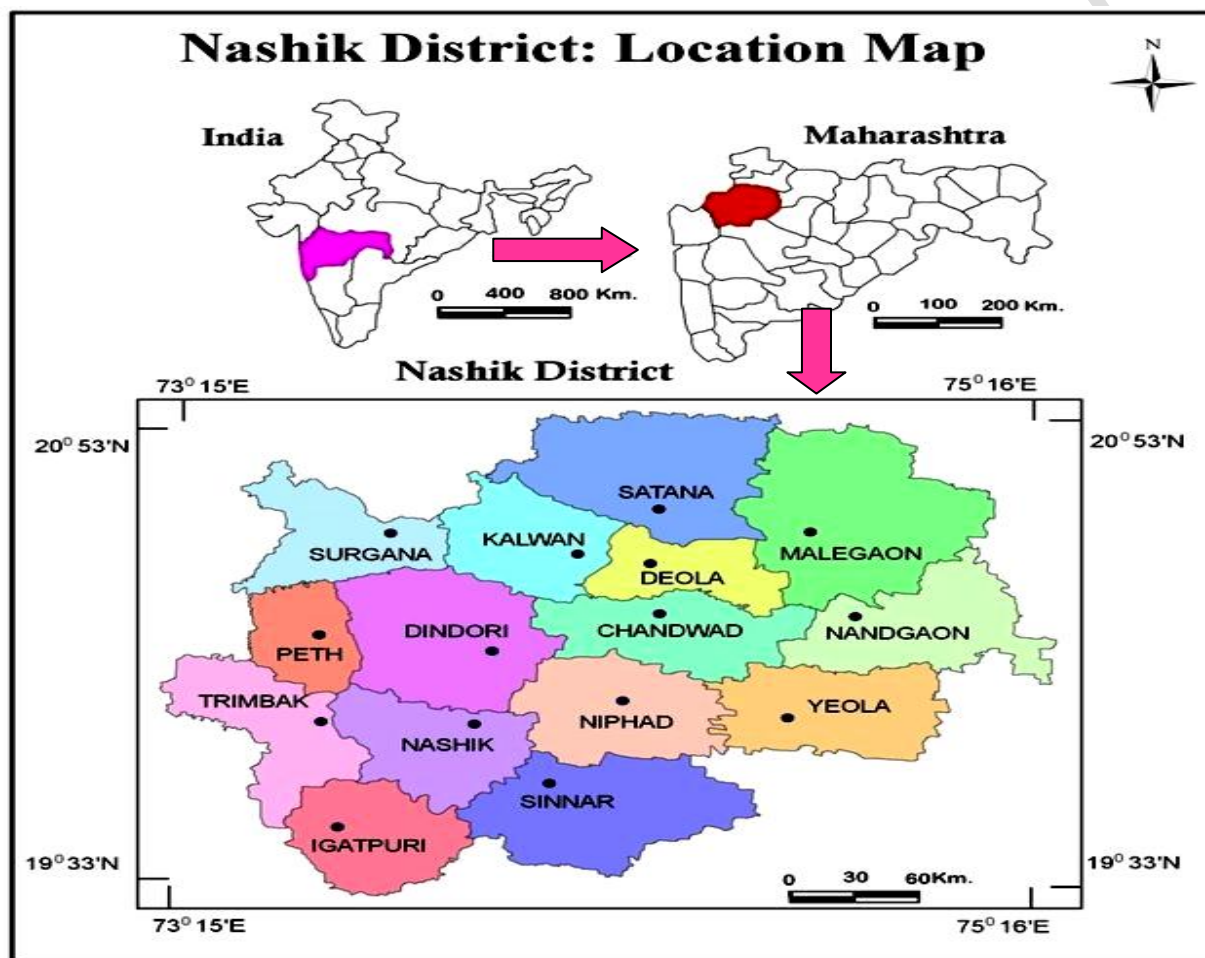 Nashik District: Location Map
N
India
Maharashtra
0 400 800 Km.
0 100 200 Km.
Nashik District
73⁰ 15'E
75⁰ 16'E
20⁰ 53'N
20⁰ 53'N
SATANA
SURGANA
KALWAN
MALEGAON
DEOLA
DINDORI
CHANDWAD
NANDGAON
PETH
TRIMBAK
NIPHAD
YEOLA
NASHIK
SINNAR
IGATPURI
19⁰ 33'N
19⁰ 33'N
0 30 60Km.
73⁰ 15'E
75⁰ 16'E